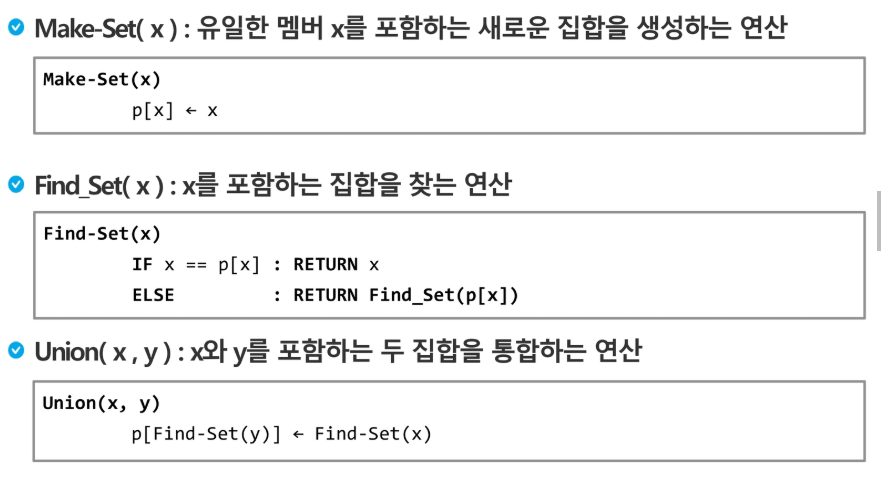 Make-Set( x ) : 유일한 멤버 x를 포함하는 새로운 집합을 생성하는 연산
Make-Set(x)
p[x] ← x
Find_Set( x ) : x를 포함하는 집합을 찾는 연산
Find-Set(x)
IF x == p[x] : RETURN x
ELSE : RETURN Find_Set(p[x])
Union( x , y ) : x와 y를 포함하는 두 집합을 통합하는 연산
Union(x, y)
p[Find-Set(y)] ← Find-Set(x)